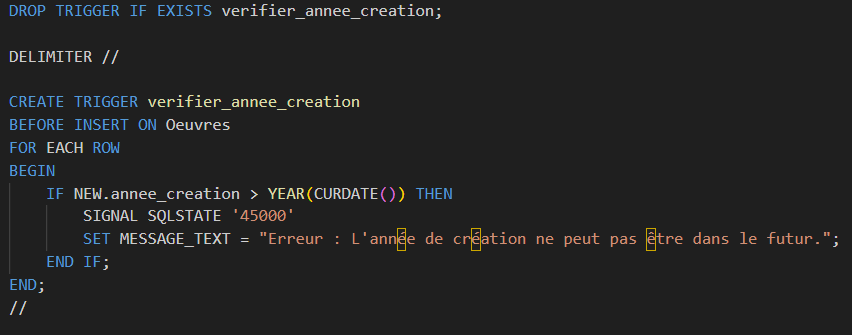 DROP TRIGGER IF EXISTS verifier_annee_creation;
DELIMITER //
CREATE TRIGGER verifier_annee_creation
BEFORE INSERT ON Oeuvres
FOR EACH ROW
BEGIN
IF NEW.annee_creation > YEAR(CURDATE()) THEN
SIGNAL SQLSTATE '45000'
SET MESSAGE_TEXT = "Erreur : L'année de création ne peut pas être dans le futur.";
END IF;
END;
//